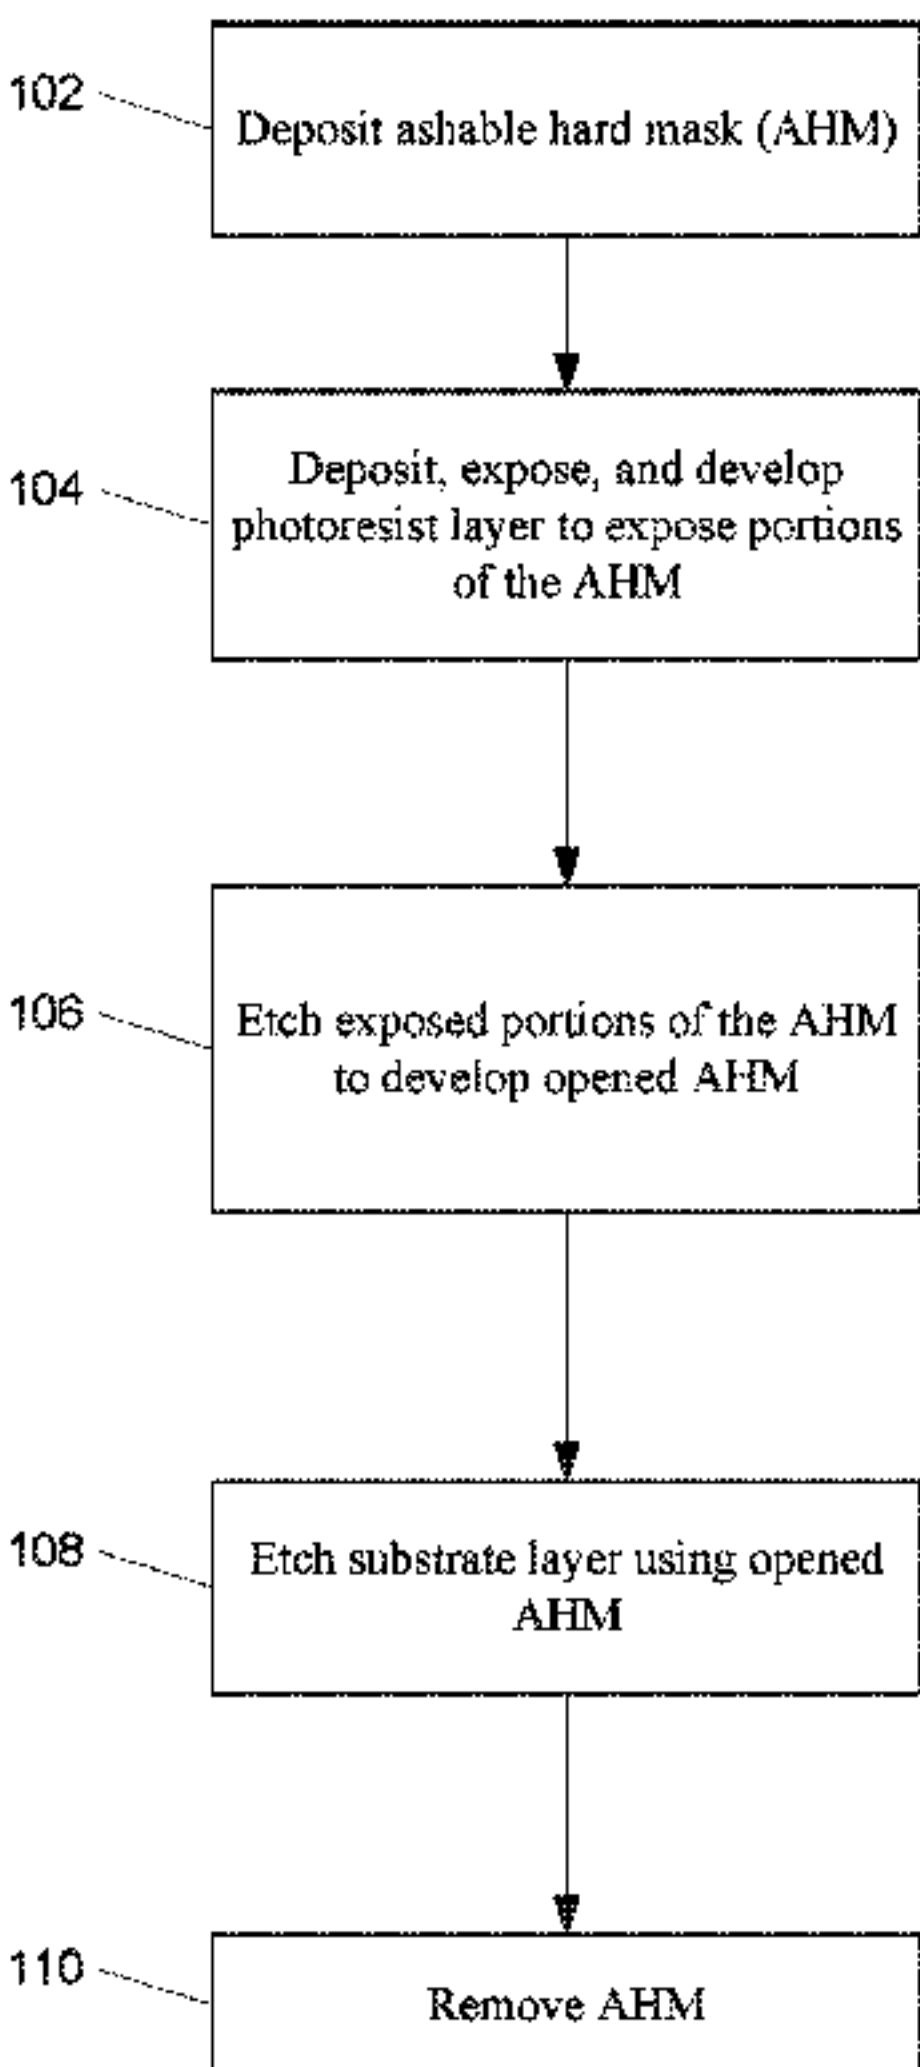 102
Deposit ashable hard mask (AHM)
104
Deposit, expose, and develop
photoresist layer to expose portions
of the AHM
106
Etch exposed portions of the AHM
to develop opened AHM
108
Etch substrate layer using opened
AHM
110
Remove AHM